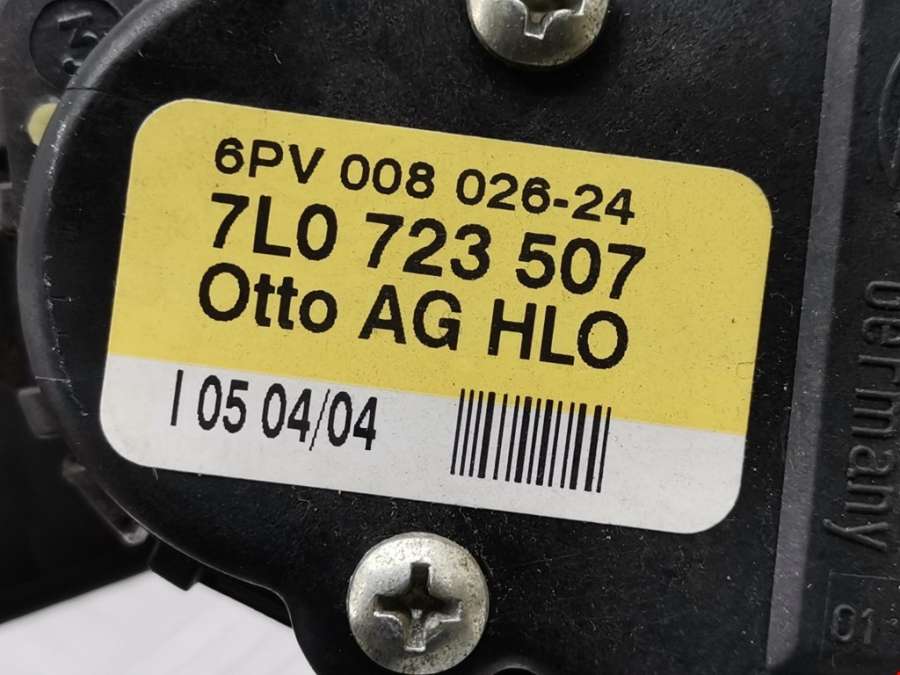 6PV 008 026-24
7L0 723 507
Otto AG HLO
I 05 04/04
Germany
01